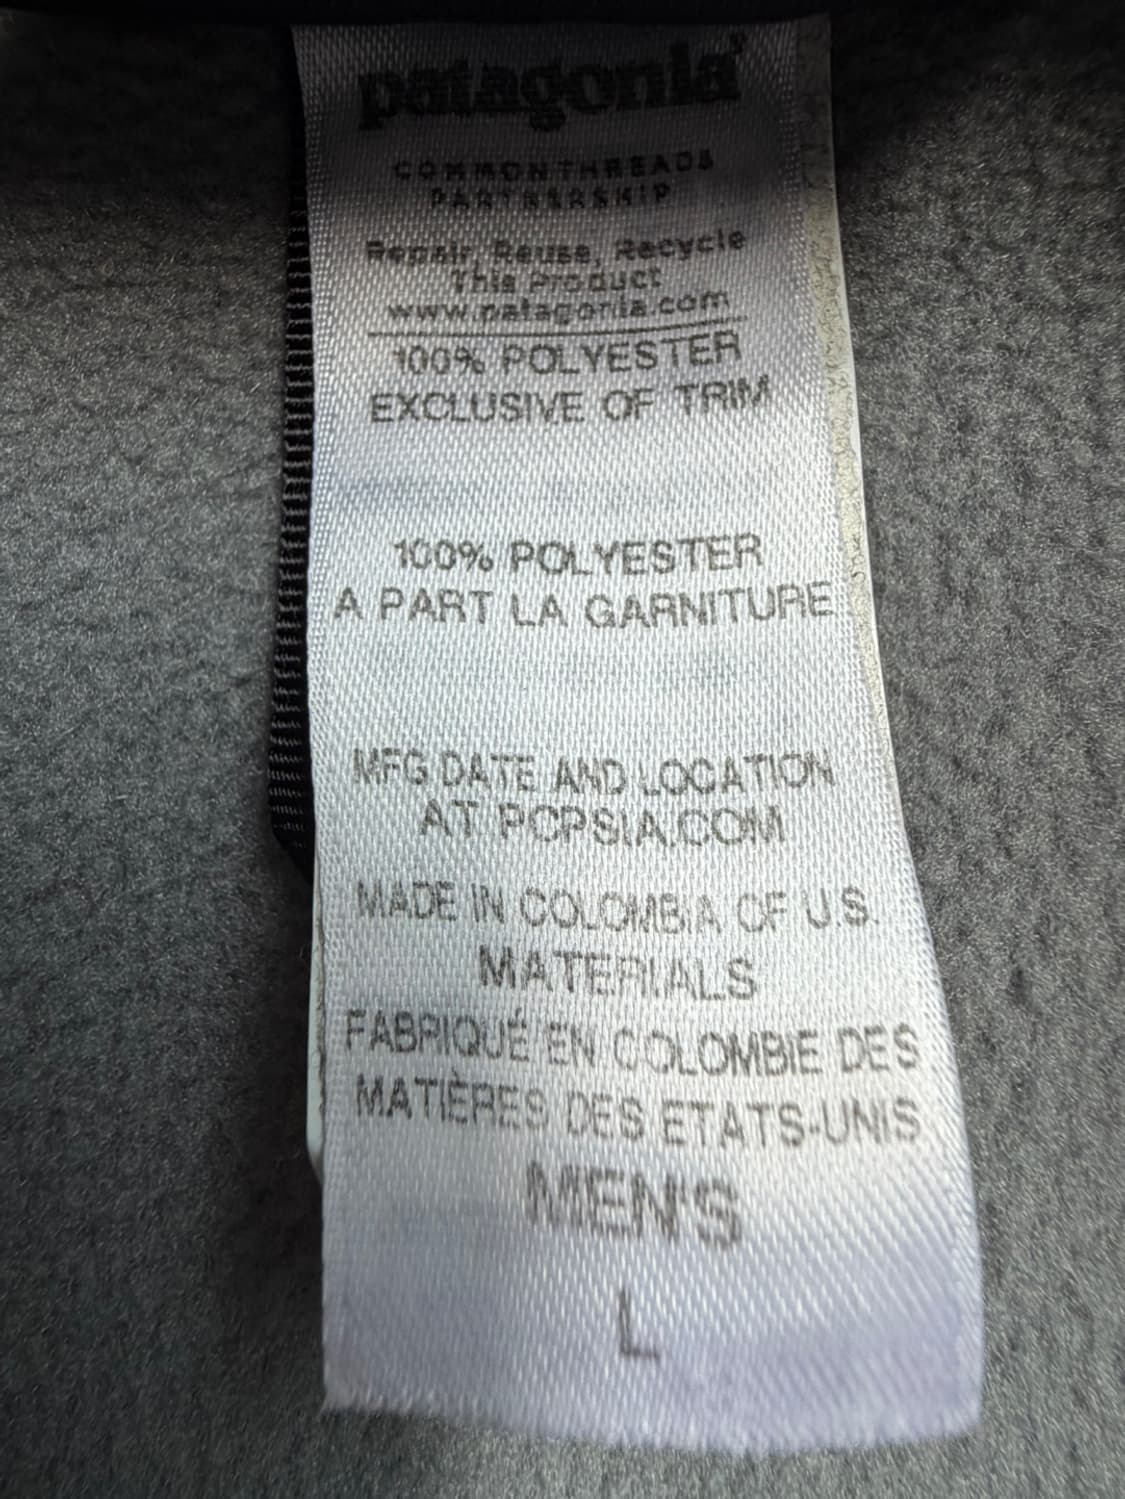 patagonia
COMMON THREADS
PARTNERSHIP
Repair, Reuse, Recycle
This Product
www.patagonia.com
100% POLYESTER
EXCLUSIVE OF TRIM
100% POLYESTER
A PART LA GARNITURE
MFG DATE AND LOCATION
AT PCPSIA.COM
MADE IN COLOMBIA OF U.S.
MATERIALS
FABRIQUÉ EN COLOMBIE DES
MATIÈRES DES ETATS-UNIS
MEN'S
L